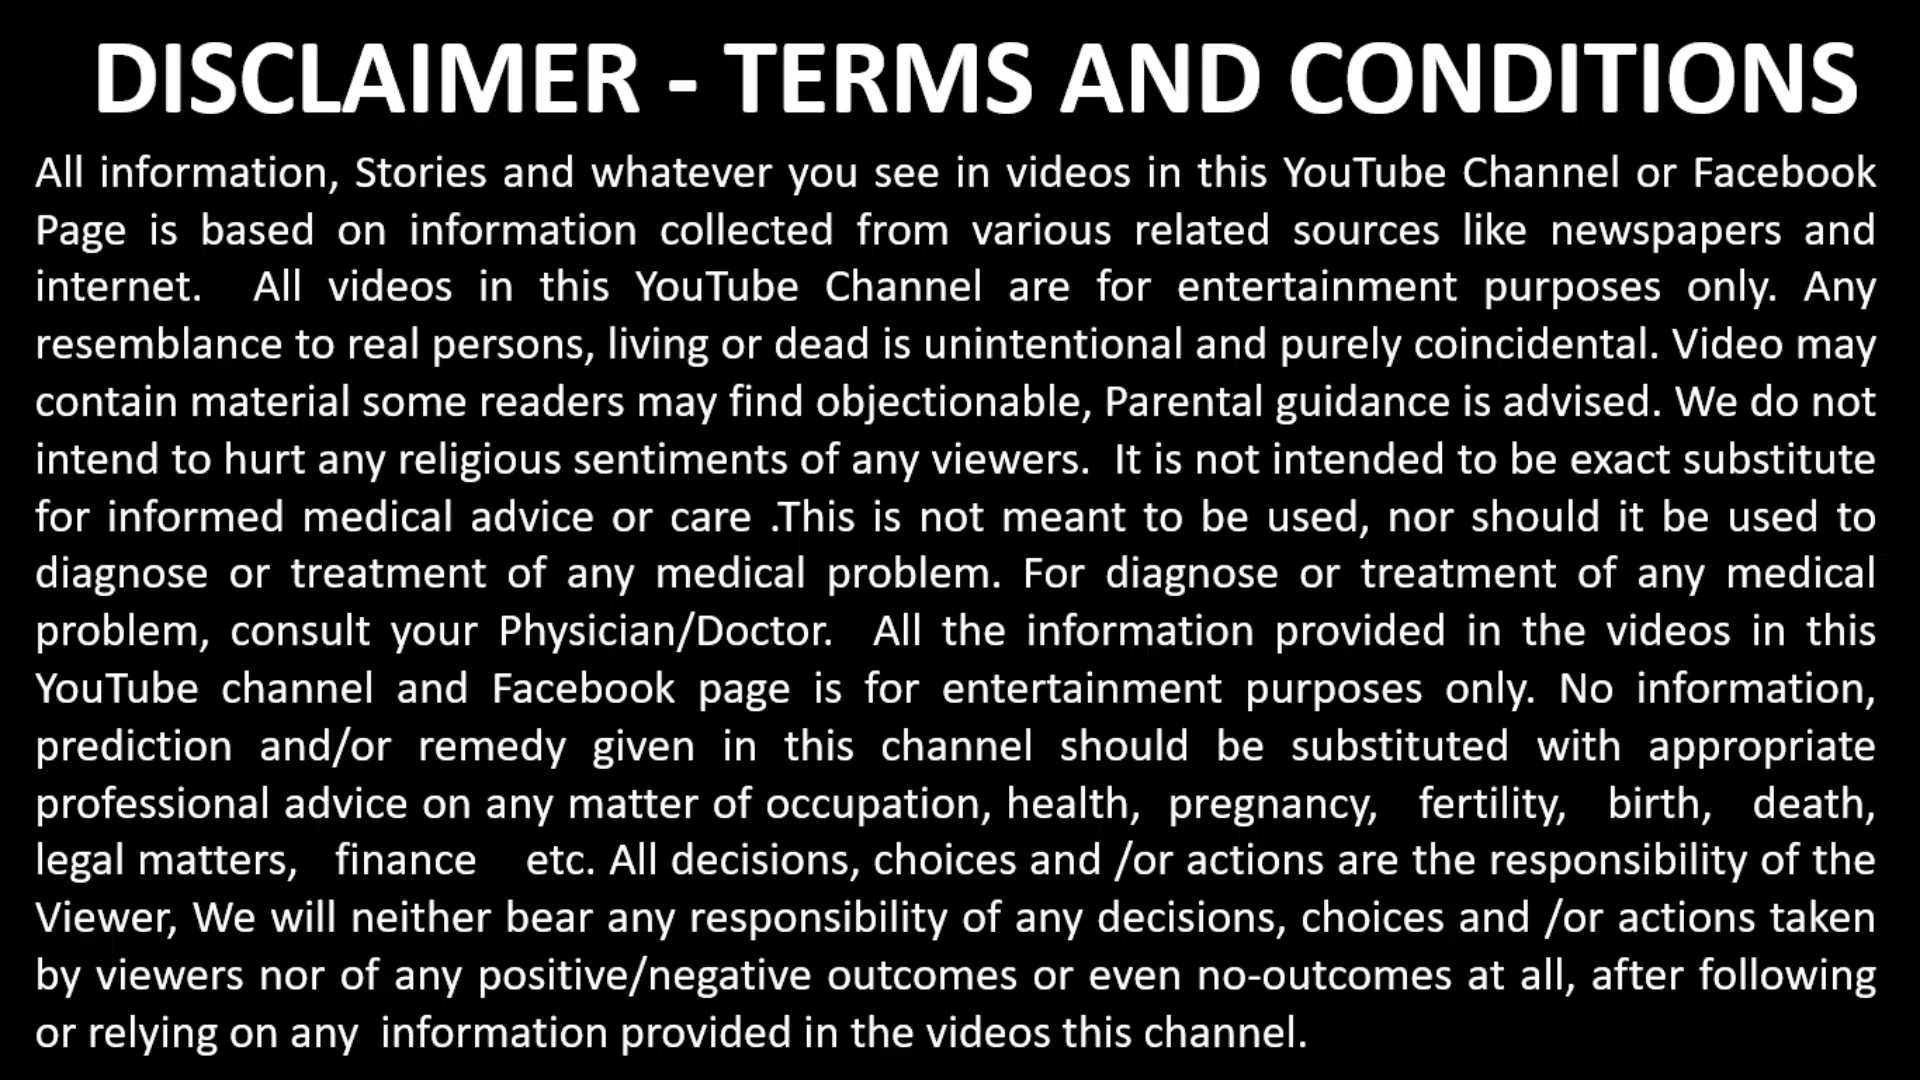 DISCLAIMER - TERMS AND CONDITIONS
All information, Stories and whatever you see in videos in this YouTube Channel or Facebook
Page is based on information collected from various related sources like newspapers and
internet. All videos in this YouTube Channel are for entertainment purposes only. Any
resemblance to real persons, living or dead is unintentional and purely coincidental. Video may
contain material some readers may find objectionable, Parental guidance is advised. We do not
intend to hurt any religious sentiments of any viewers. It is not intended to be exact substitute
for informed medical advice or care .This is not meant to be used, nor should it be used to
diagnose or treatment of any medical problem. For diagnose or treatment of any medical
problem, consult your Physician/Doctor. All the information provided in the videos in this
YouTube channel and Facebook page is for entertainment purposes only. No information,
prediction and/or remedy given in this channel should be substituted with appropriate
professional advice on any matter of occupation, health, pregnancy, fertility, birth, death,
legal matters, finance etc. All decisions, choices and /or actions are the responsibility of the
Viewer, We will neither bear any responsibility of any decisions, choices and /or actions taken
by viewers nor of any positive/negative outcomes or even no-outcomes at all, after following
or relying on any information provided in the videos this channel.